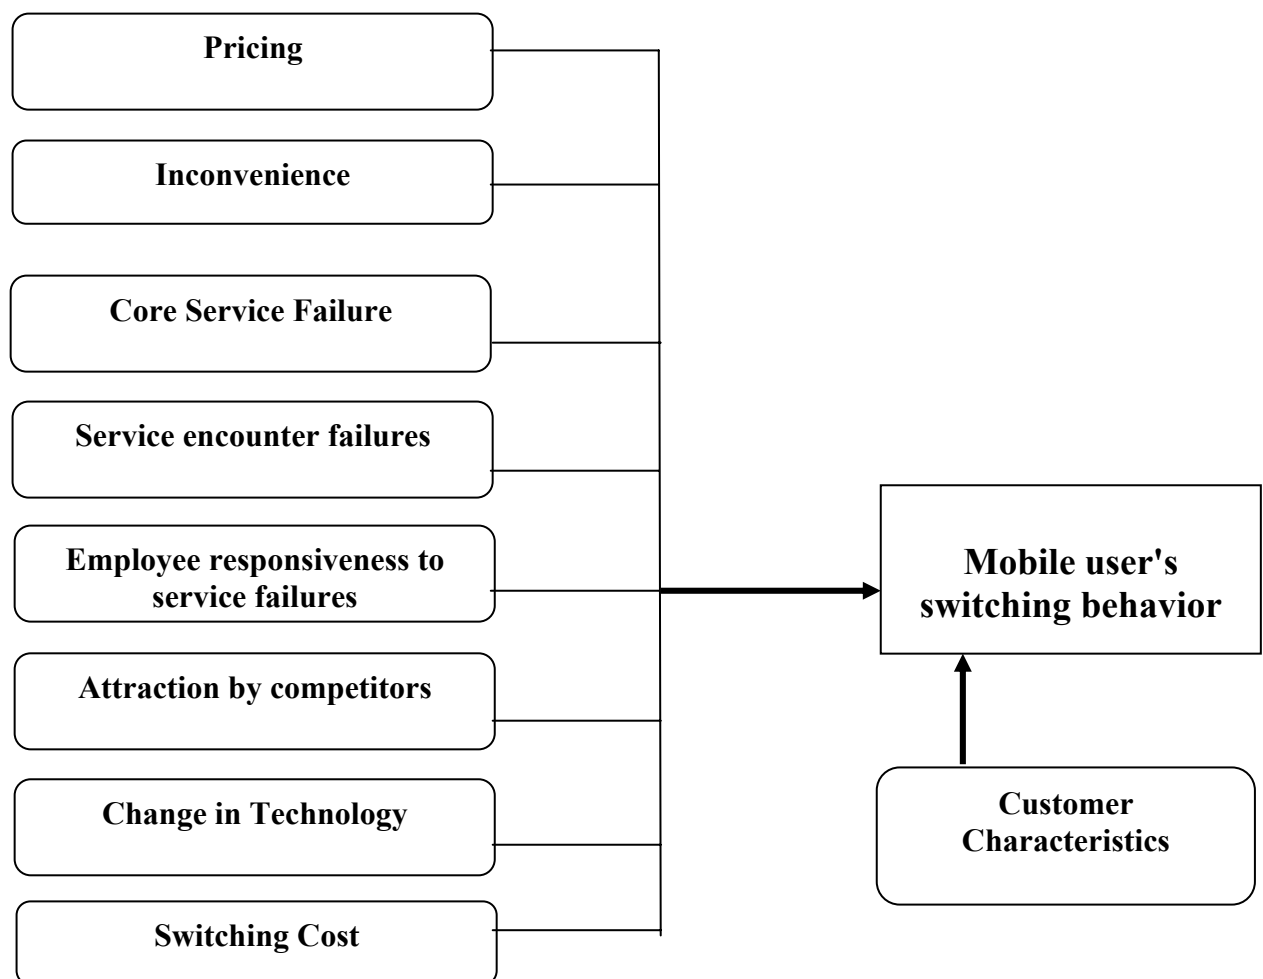 Pricing
Inconvenience
Core Service Failure
Service encounter failures
Employee responsiveness to
service failures
Attraction by competitors
Change in Technology
Switching Cost
Mobile user's
switching behavior
Customer
Characteristics